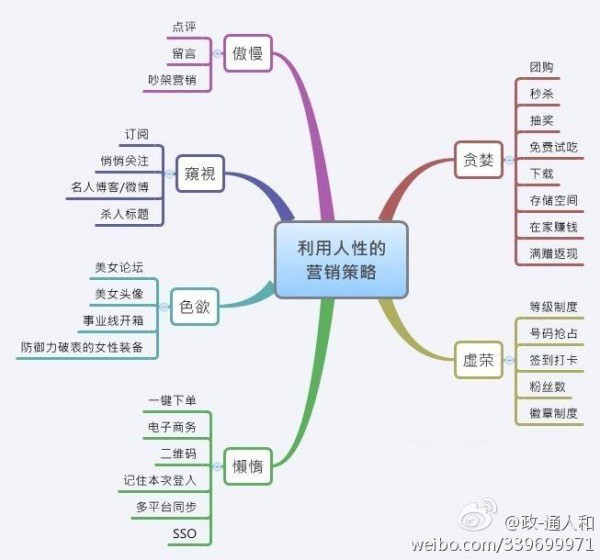 利用人性的
营销策略
傲慢
点评
留言
吵架营销
窥視
订阅
悄悄关注
名人博客/微博
杀人标题
色欲
美女论坛
美女头像
事业线开箱
防御力破表的女性装备
懒惰
一键下单
电子商务
二维码
记住本次登入
多平台同步
SSO
贪婪
团购
秒杀
抽奖
免费试吃
下载
存储空间
在家赚钱
满赠返现
虚荣
等级制度
号码抢占
签到打卡
粉丝数
徽章制度
@政-通人和
weibo.com/339699971